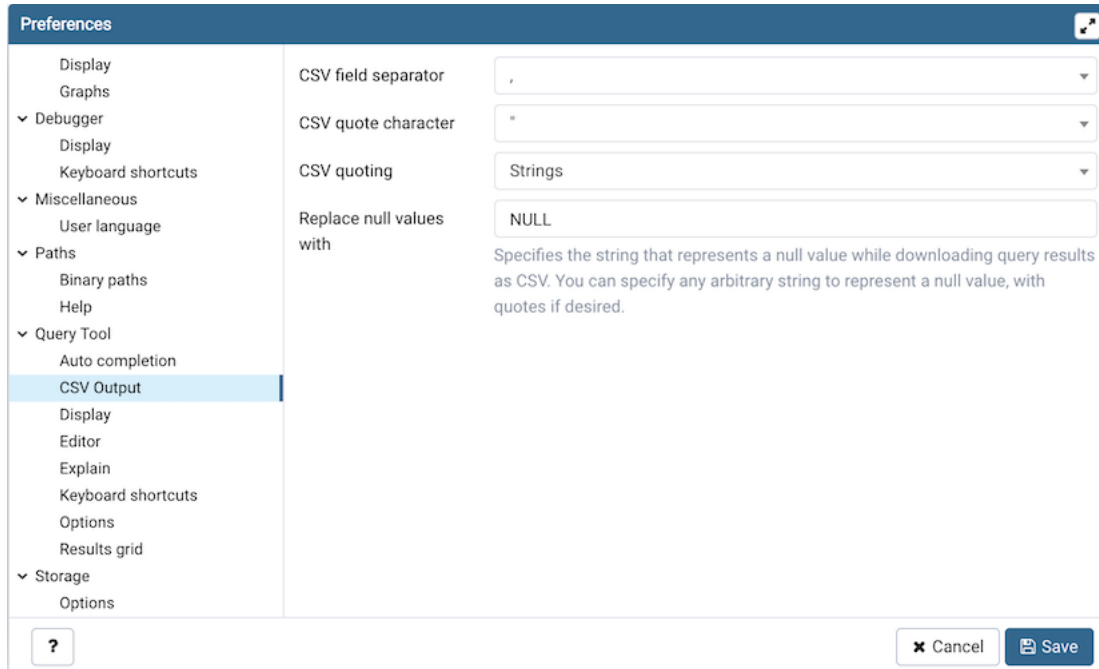 Preferences
Display
Graphs
Debugger
Display
Keyboard shortcuts
Miscellaneous
User language
Paths
Binary paths
Help
Query Tool
Auto completion
CSV Output
Display
Editor
Explain
Keyboard shortcuts
Options
Results grid
Storage
Options
CSV field separator
,
CSV quote character
"
CSV quoting
Strings
Replace null values
with
NULL
Specifies the string that represents a null value while downloading query results
as CSV. You can specify any arbitrary string to represent a null value, with
quotes if desired.
?
Cancel
Save